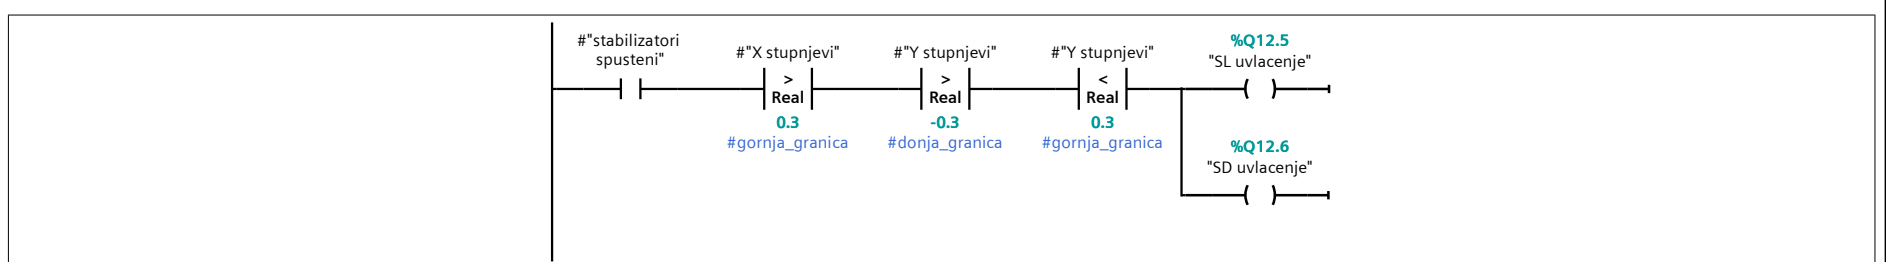 #"stabilizatori
spusteni"
#"X stupnjevi"
>
Real
0.3
#gornja_granica
#"Y stupnjevi"
>
Real
-0.3
#donja_granica
#"Y stupnjevi"
<
Real
0.3
#gornja_granica
%Q12.5
"SL uvlacenje"
%Q12.6
"SD uvlacenje"